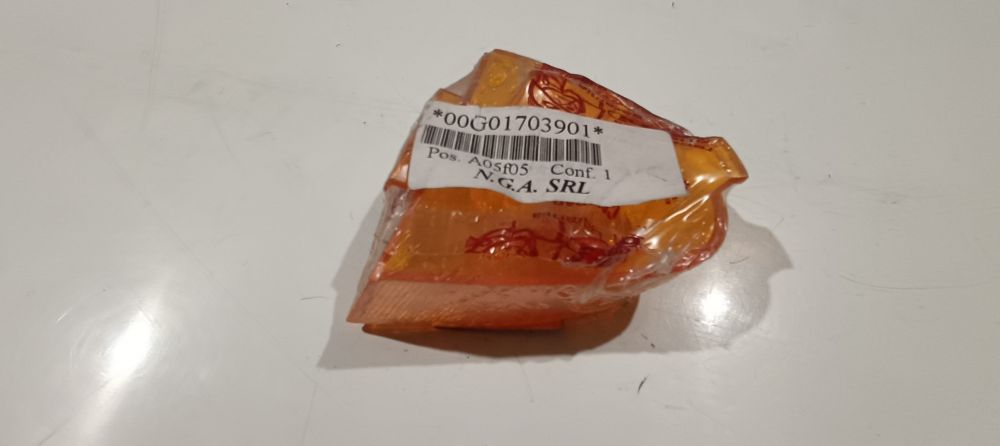 *00G01703901*
Pos. A05f05 Conf. 1
N.G.A. SRL